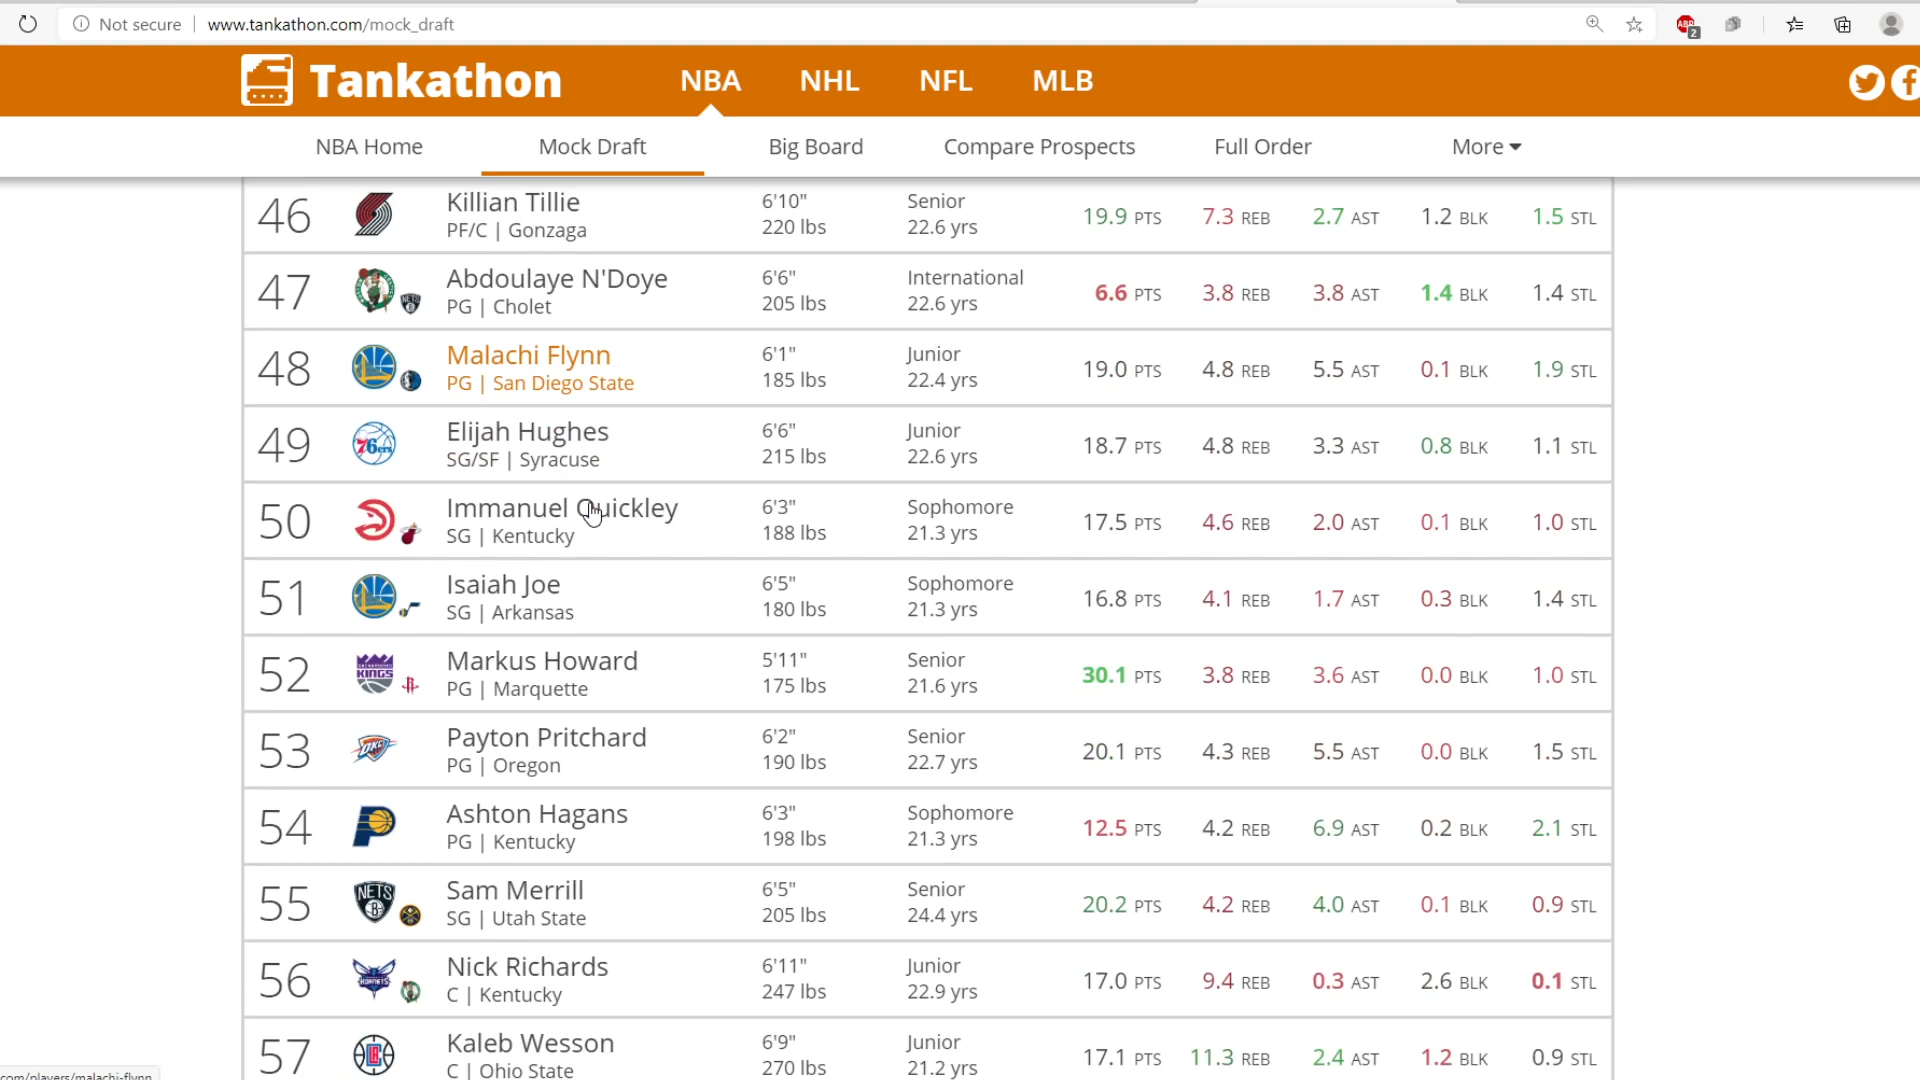 Not secure www.tankathon.com/mock_draft
ABP 2
Tankathon NBA NHL NFL MLB
NBA Home Mock Draft Big Board Compare Prospects Full Order More
46 Killian Tillie 6'10" Senior 19.9 PTS 7.3 REB 2.7 AST 1.2 BLK 1.5 STL
PF/C | Gonzaga 220 lbs 22.6 yrs
47 Abdoulaye N'Doye 6'6" International 6.6 PTS 3.8 REB 3.8 AST 1.4 BLK 1.4 STL
NETS
PG | Cholet 205 lbs 22.6 yrs
48 Malachi Flynn 6'1" Junior 19.0 PTS 4.8 REB 5.5 AST 0.1 BLK 1.9 STL
PG | San Diego State 185 lbs 22.4 yrs
49 76ers Elijah Hughes 6'6" Junior 18.7 PTS 4.8 REB 3.3 AST 0.8 BLK 1.1 STL
SG/SF | Syracuse 215 lbs 22.6 yrs
50 Immanuel Quickley 6'3" Sophomore 17.5 PTS 4.6 REB 2.0 AST 0.1 BLK 1.0 STL
SG | Kentucky 188 lbs 21.3 yrs
51 Isaiah Joe 6'5" Sophomore 16.8 PTS 4.1 REB 1.7 AST 0.3 BLK 1.4 STL
SG | Arkansas 180 lbs 21.3 yrs
52 KINGS Markus Howard 5'11" Senior 30.1 PTS 3.8 REB 3.6 AST 0.0 BLK 1.0 STL
PG | Marquette 175 lbs 21.6 yrs
53 OKC Payton Pritchard 6'2" Senior 20.1 PTS 4.3 REB 5.5 AST 0.0 BLK 1.5 STL
PG | Oregon 190 lbs 22.7 yrs
54 Ashton Hagans 6'3" Sophomore 12.5 PTS 4.2 REB 6.9 AST 0.2 BLK 2.1 STL
PG | Kentucky 198 lbs 21.3 yrs
55 NETS B Sam Merrill 6'5" Senior 20.2 PTS 4.2 REB 4.0 AST 0.1 BLK 0.9 STL
SG | Utah State 205 lbs 24.4 yrs
56 HORNETS Nick Richards 6'11" Junior 17.0 PTS 9.4 REB 0.3 AST 2.6 BLK 0.1 STL
C | Kentucky 247 lbs 22.9 yrs
57 Kaleb Wesson 6'9" Junior 17.1 PTS 11.3 REB 2.4 AST 1.2 BLK 0.9 STL
C | Ohio State 270 lbs 21.2 yrs
com/players/malachi-flynn